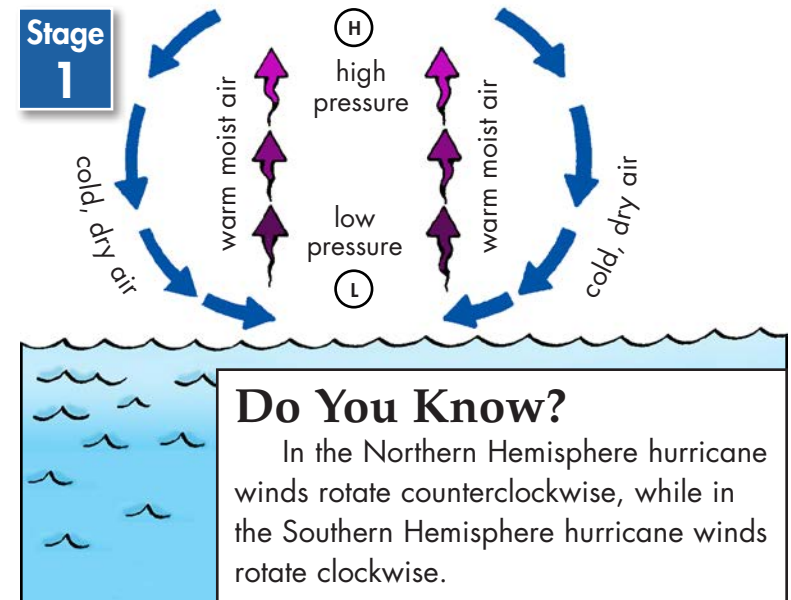 Stage
1
H
high
pressure
warm moist air
warm moist air
cold, dry air
cold, dry air
low
pressure
L
Do You Know?
In the Northern Hemisphere hurricane
winds rotate counterclockwise, while in
the Southern Hemisphere hurricane winds
rotate clockwise.